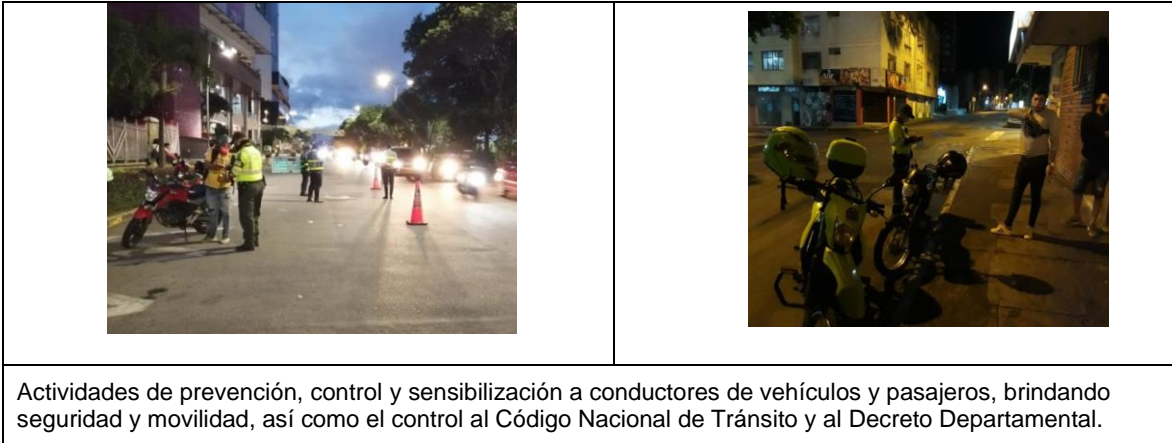 Actividades de prevención, control y sensibilización a conductores de vehículos y pasajeros, brindando
seguridad y movilidad, así como el control al Código Nacional de Tránsito y al Decreto Departamental.